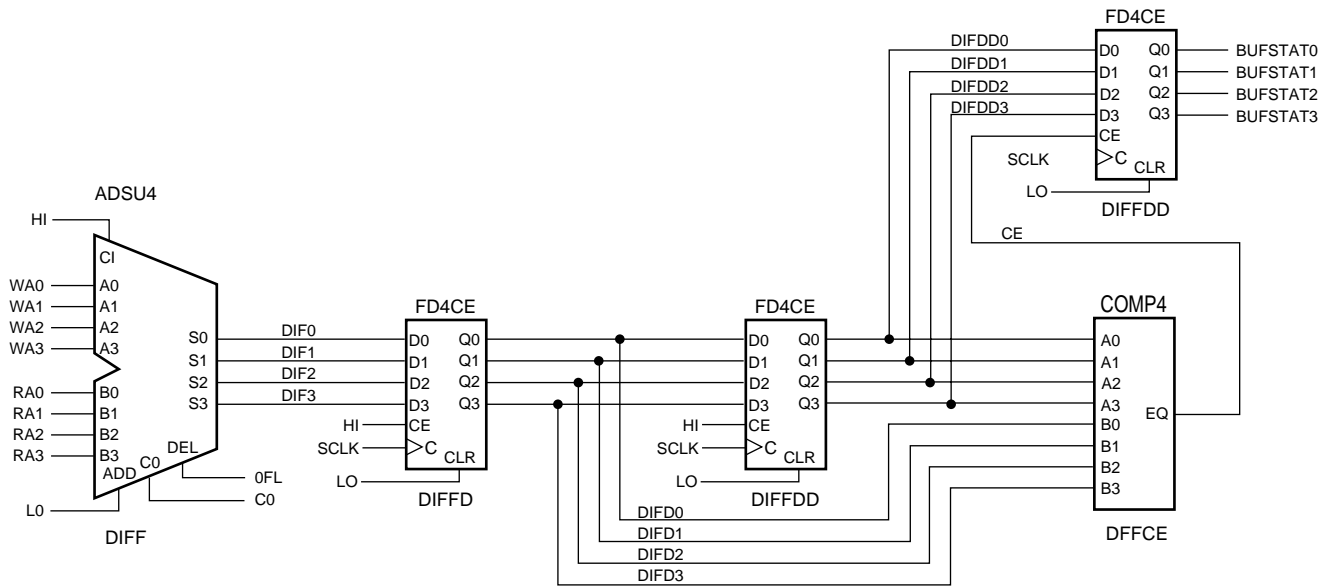 FD4CE
DIFDD0
DIFDD1
DIFDD2
DIFDD3
D0 Q0 BUFSTAT0
D1 Q1 BUFSTAT1
D2 Q2 BUFSTAT2
D3 Q3 BUFSTAT3
CE
SCLK C
CLR
LO
DIFFDD
CE
ADSU4
HI
CI
WA0 A0
WA1 A1
WA2 A2
WA3 A3
S0 DIF0
S1 DIF1
S2 DIF2
S3 DIF3
RA0 B0
RA1 B1
RA2 B2
RA3 B3
ADD C0 DEL
0FL
C0
L0
DIFF
FD4CE
D0 Q0
D1 Q1
D2 Q2
D3 Q3
HI CE
SCLK C
CLR
LO
DIFFD
FD4CE
D0 Q0
D1 Q1
D2 Q2
D3 Q3
HI CE
SCLK C
CLR
LO
DIFFDD
DIFD0
DIFD1
DIFD2
DIFD3
COMP4
A0
A1
A2
A3
EQ
B0
B1
B2
B3
DFFCE